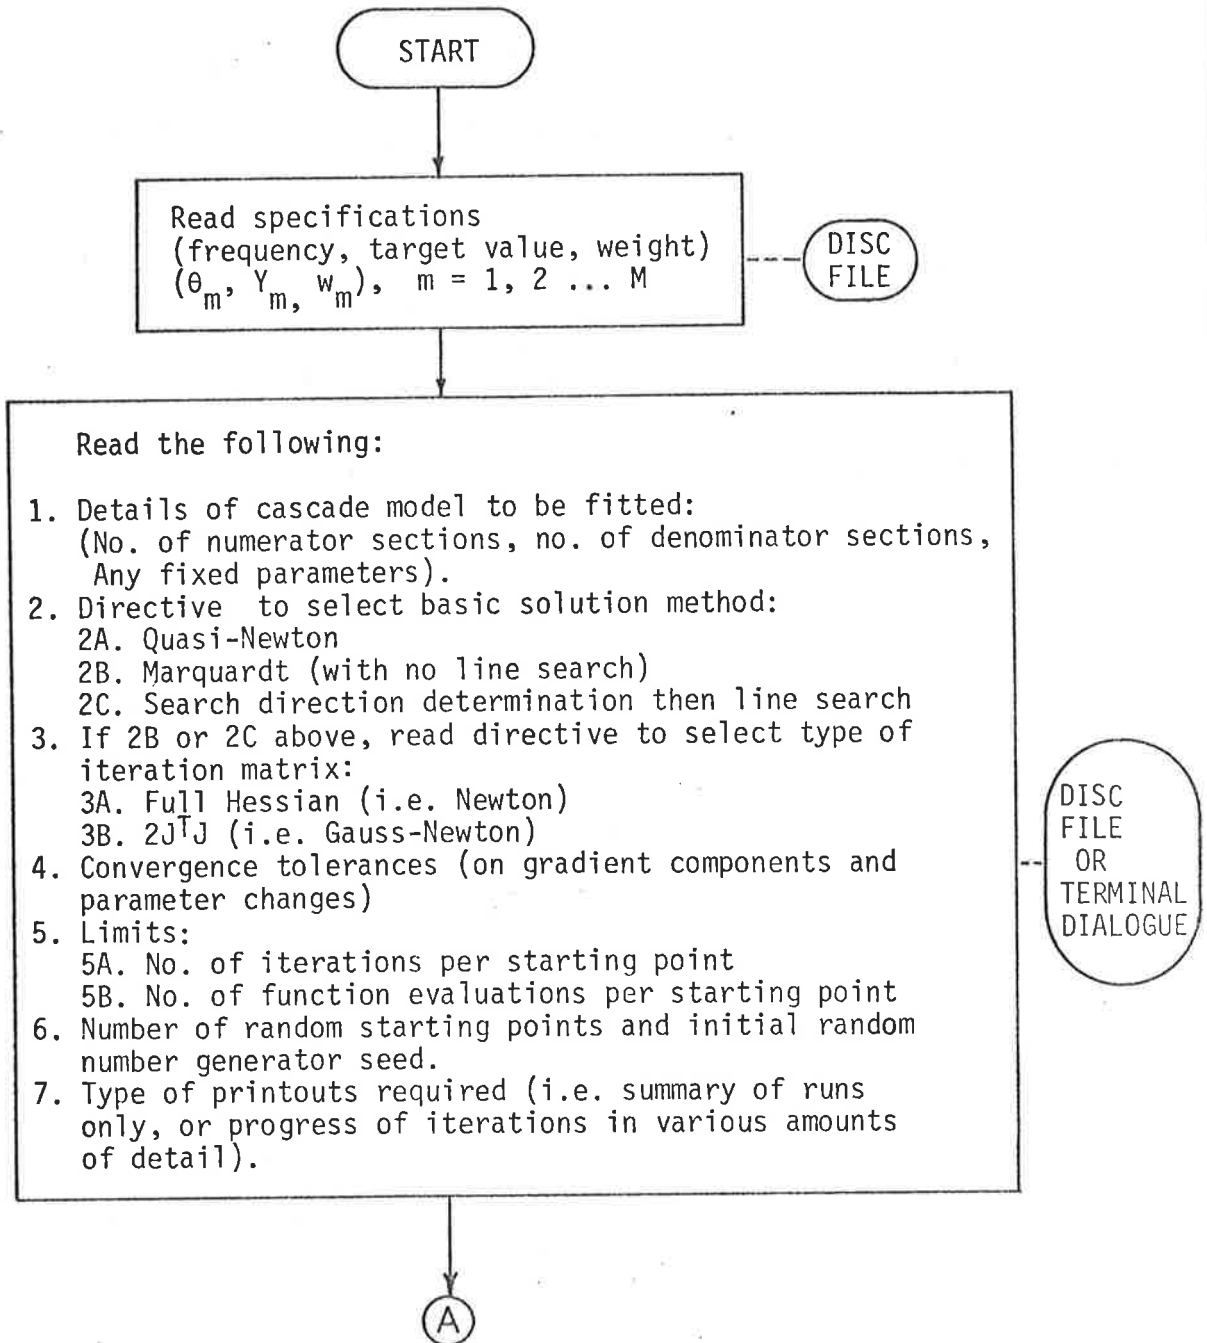 START
Read specifications
(frequency, target value, weight)
(θm, Ym, wm), m = 1, 2 ... M
DISC
FILE
Read the following:
1. Details of cascade model to be fitted:
(No. of numerator sections, no. of denominator sections,
Any fixed parameters).
2. Directive to select basic solution method:
2A. Quasi-Newton
2B. Marquardt (with no line search)
2C. Search direction determination then line search
3. If 2B or 2C above, read directive to select type of
iteration matrix:
3A. Full Hessian (i.e. Newton)
3B. 2JᵀJ (i.e. Gauss-Newton)
4. Convergence tolerances (on gradient components and
parameter changes)
5. Limits:
5A. No. of iterations per starting point
5B. No. of function evaluations per starting point
6. Number of random starting points and initial random
number generator seed.
7. Type of printouts required (i.e. summary of runs
only, or progress of iterations in various amounts
of detail).
DISC
FILE
OR
TERMINAL
DIALOGUE
A